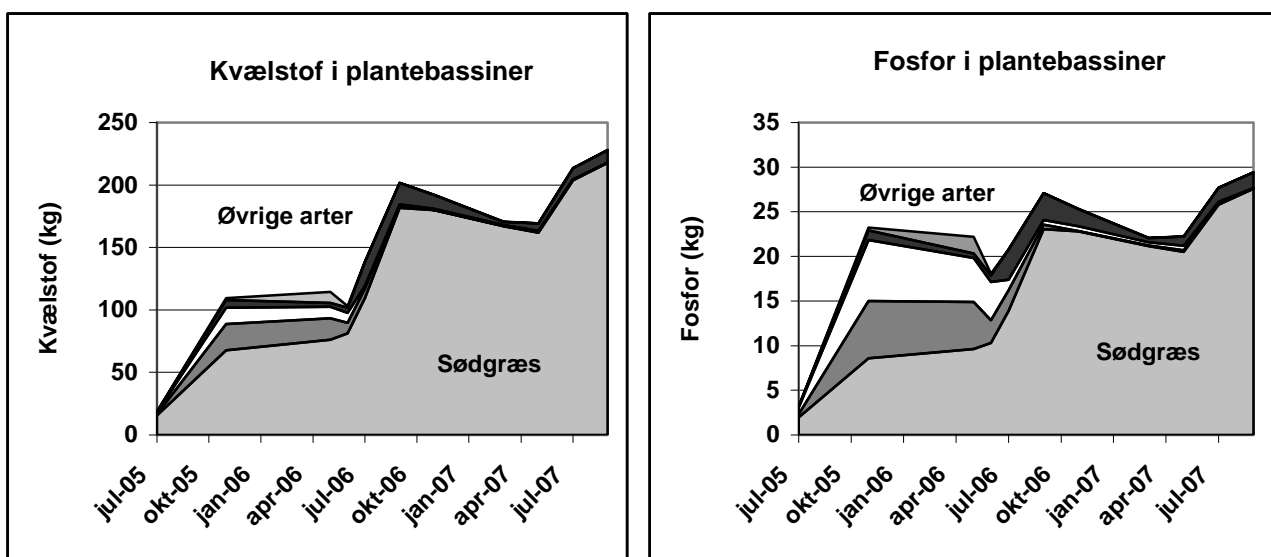 Kvælstof i plantebassiner
250
200
150
100
50
0
Kvælstof (kg)
Øvrige arter
Sødgræs
jul-05
okt-05
jan-06
apr-06
jul-06
okt-06
jan-07
apr-07
jul-07
Fosfor i plantebassiner
35
30
25
20
15
10
5
0
Fosfor (kg)
Øvrige arter
Sødgræs
jul-05
okt-05
jan-06
apr-06
jul-06
okt-06
jan-07
apr-07
jul-07